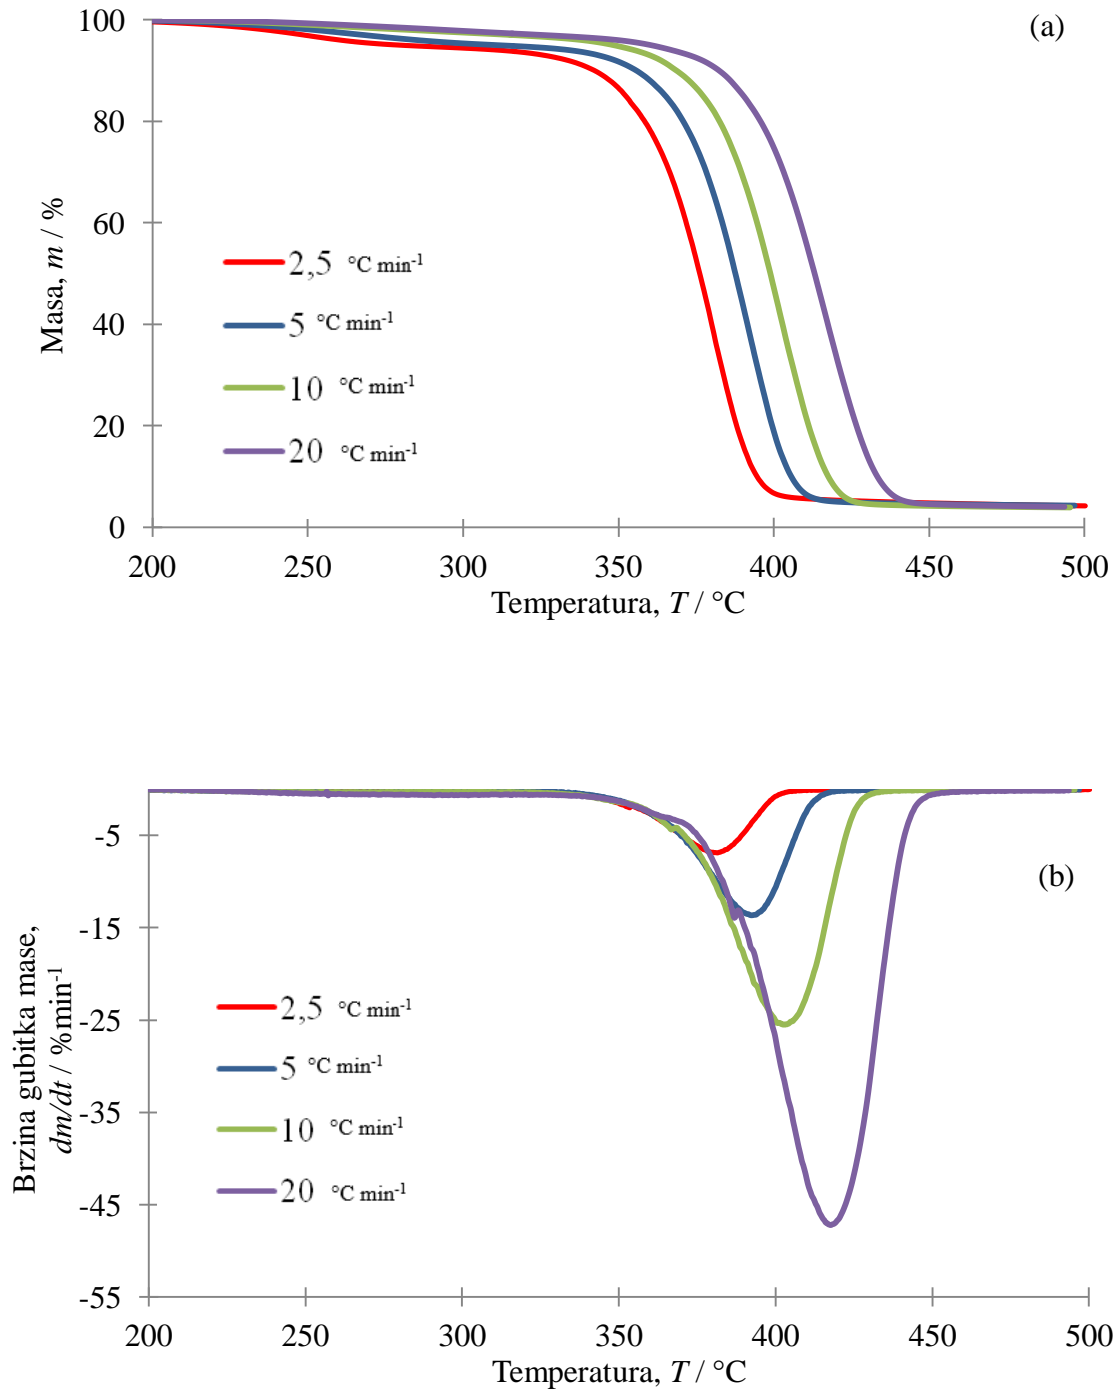 (a)
100
80
60
40
20
0
Masa, m / %
2,5 °C min-1
5 °C min-1
10 °C min-1
20 °C min-1
200 250 300 350 400 450 500
Temperatura, T / °C
(b)
-5
-15
-25
-35
-45
-55
Brzina gubitka mase,
dm/dt / %min-1
2,5 °C min-1
5 °C min-1
10 °C min-1
20 °C min-1
200 250 300 350 400 450 500
Temperatura, T / °C